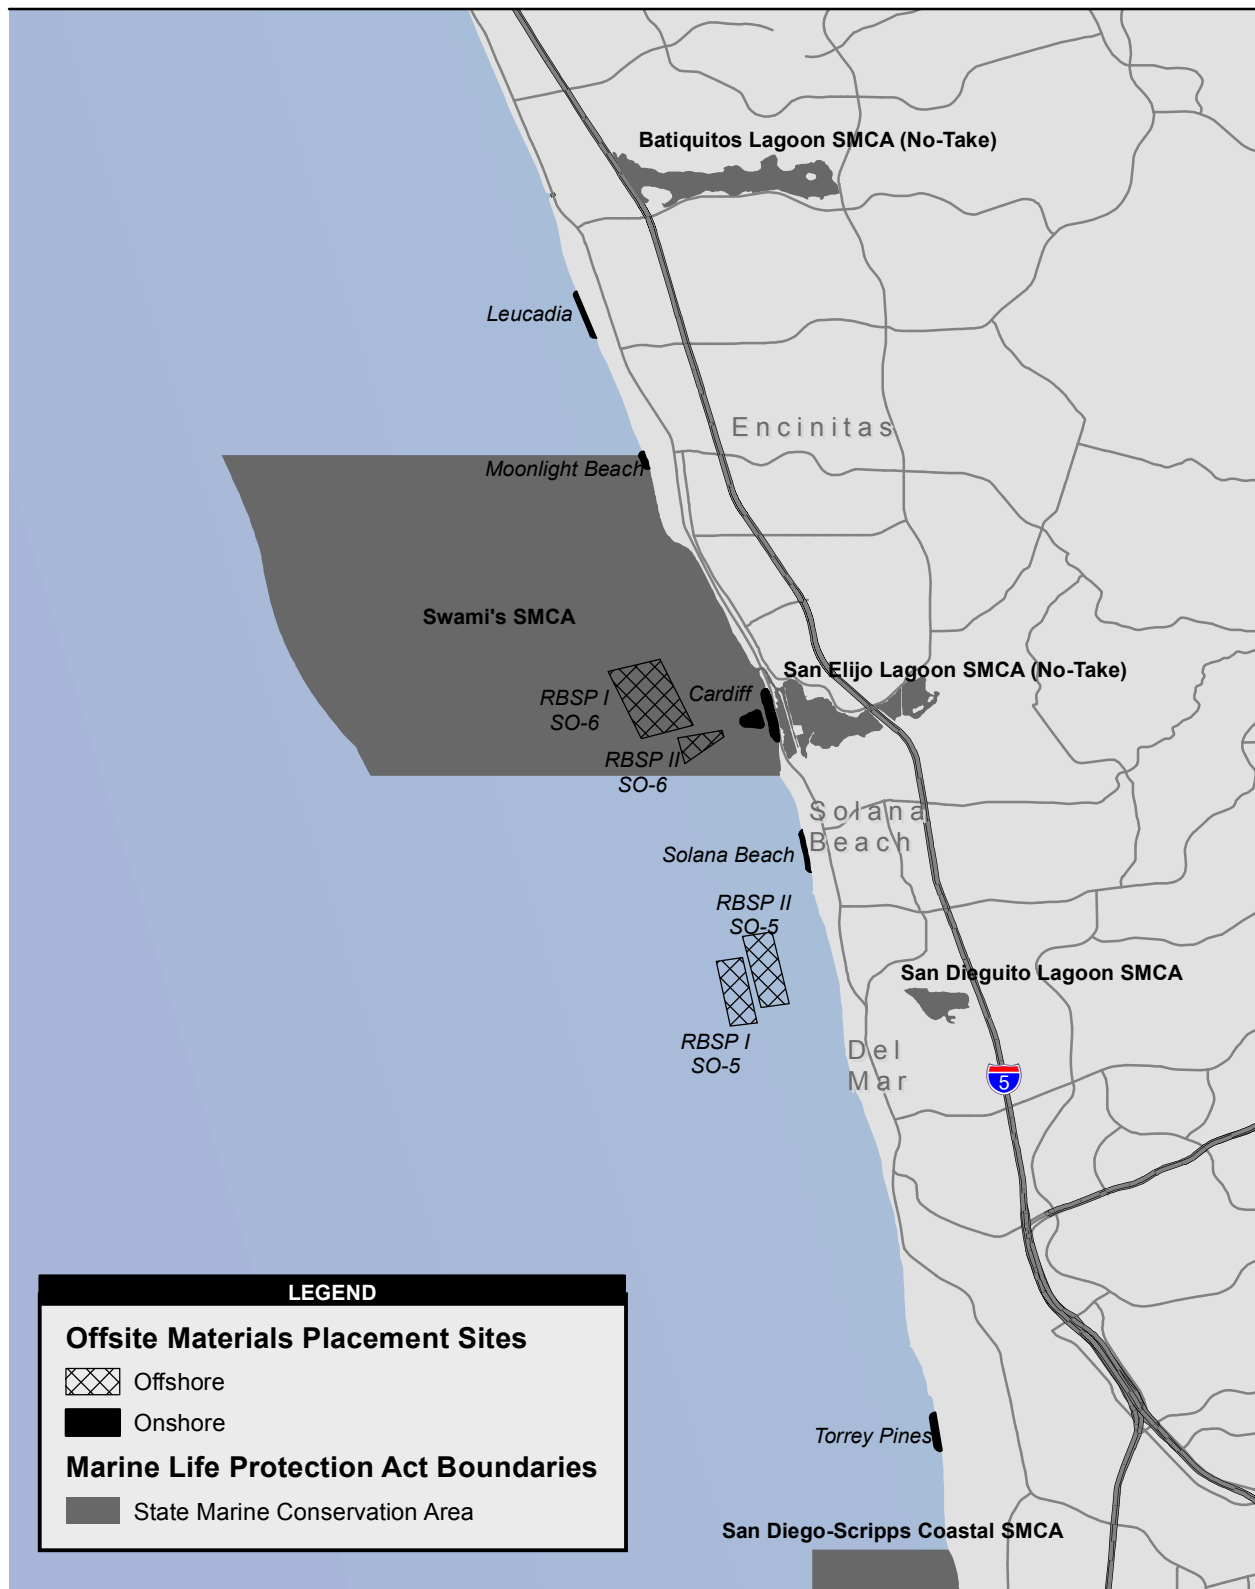 Batiquitos Lagoon SMCA (No-Take)
Leucadia
Encinitas
Moonlight Beach
Swami's SMCA
San Elijo Lagoon SMCA (No-Take)
Cardiff
RBSP I
SO-6
RBSP II
SO-6
Solana
Beach
Solana Beach
RBSP II
SO-5
San Dieguito Lagoon SMCA
RBSP I
SO-5
Del
Mar
5
LEGEND
Offsite Materials Placement Sites
Offshore
Onshore
Marine Life Protection Act Boundaries
State Marine Conservation Area
Torrey Pines
San Diego-Scripps Coastal SMCA